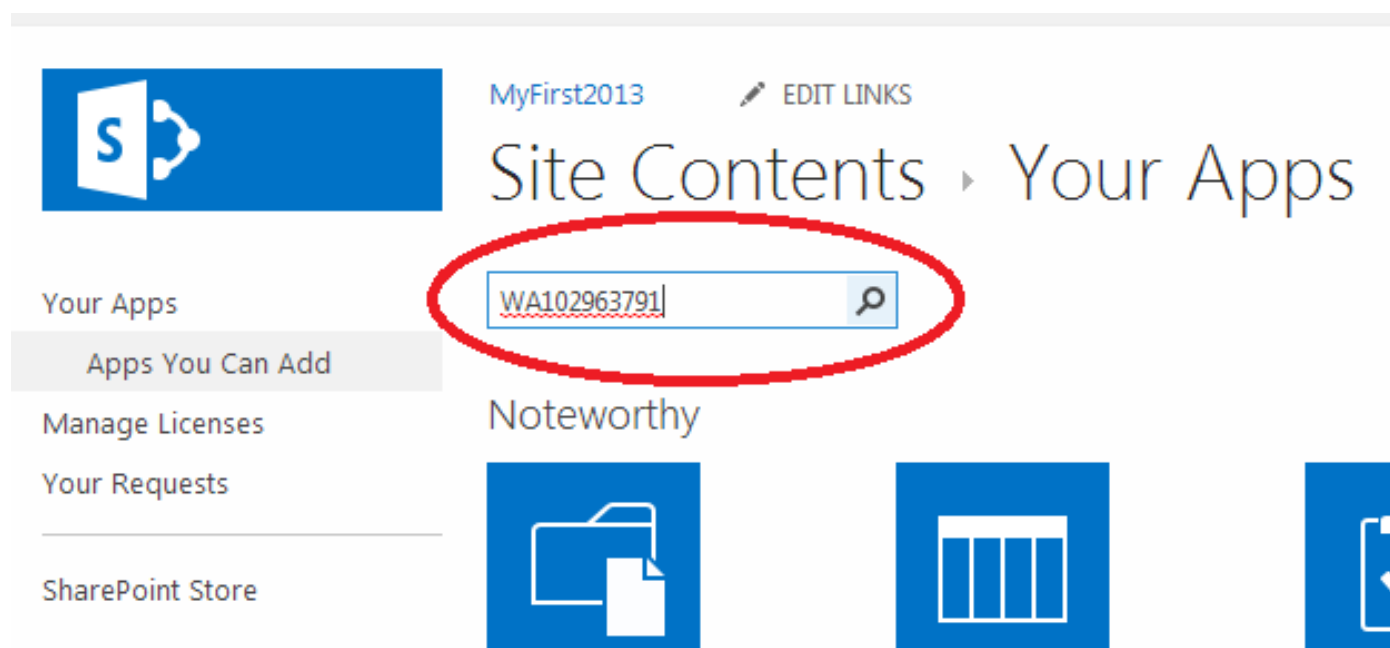 S
MyFirst2013 EDIT LINKS
Site Contents Your Apps
WA102963791
Your Apps
Apps You Can Add
Manage Licenses
Your Requests
SharePoint Store
Noteworthy